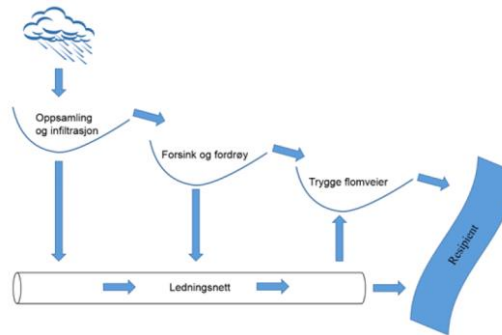 Oppsamling
og infiltrasjon
Forsink og fordrøy
Trygge flomveier
Ledningsnett
Resipient